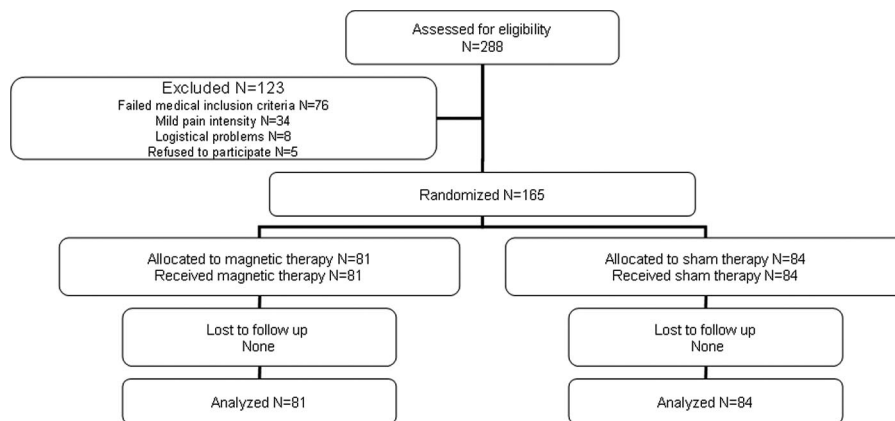 Assessed for eligibility
N=288
Excluded N=123
Failed medical inclusion criteria N=76
Mild pain intensity N=34
Logistical problems N=8
Refused to participate N=5
Randomized N=165
Allocated to magnetic therapy N=81
Received magnetic therapy N=81
Allocated to sham therapy N=84
Received sham therapy N=84
Lost to follow up
None
Lost to follow up
None
Analyzed N=81
Analyzed N=84